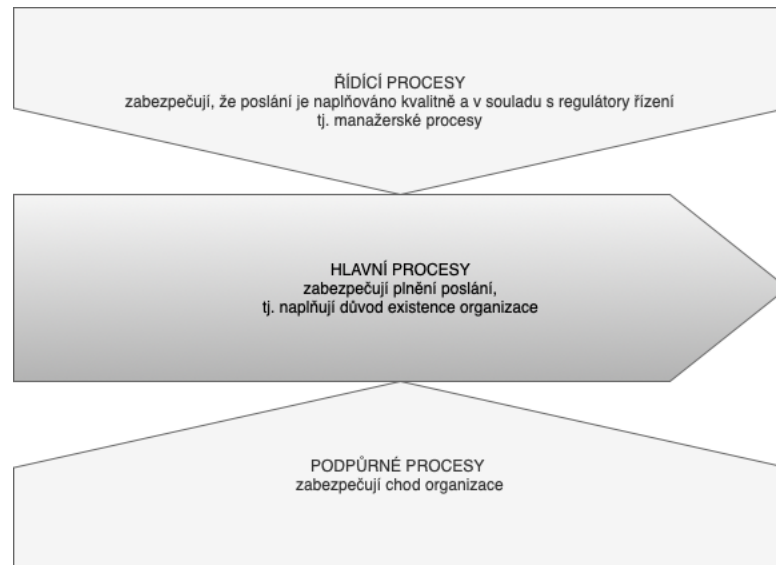 ŘÍDÍCÍ PROCESY
zabezpečují, že poslání je naplňováno kvalitně a v souladu s regulátory řízení
tj. manažerské procesy
HLAVNÍ PROCESY
zabezpečují plnění poslání,
tj. naplňují důvod existence organizace
PODPŮRNÉ PROCESY
zabezpečují chod organizace